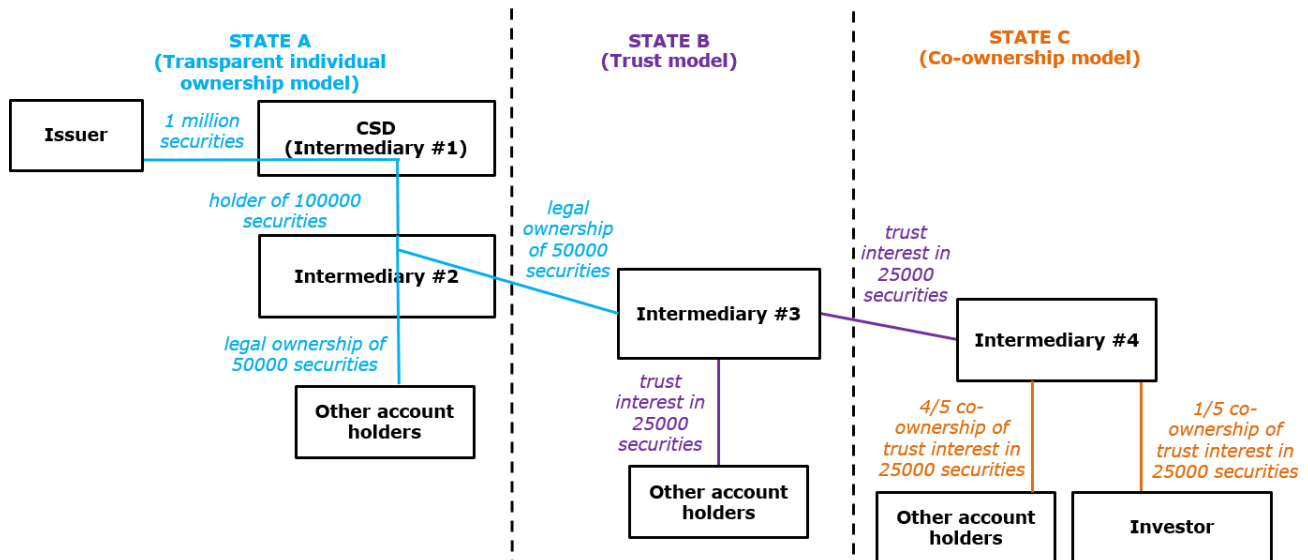 STATE A
(Transparent individual
ownership model)
STATE B
(Trust model)
STATE C
(Co-ownership model)
Issuer
1 million
securities
CSD
(Intermediary #1)
holder of 100000
securities
Intermediary #2
legal
ownership
of 50000
securities
legal ownership of
50000 securities
Other account
holders
Intermediary #3
trust
interest in
25000
securities
trust
interest in
25000
securities
Other account
holders
Intermediary #4
4/5 co-
ownership of
trust interest in
25000 securities
1/5 co-
ownership of
trust interest in
25000 securities
Other account
holders
Investor